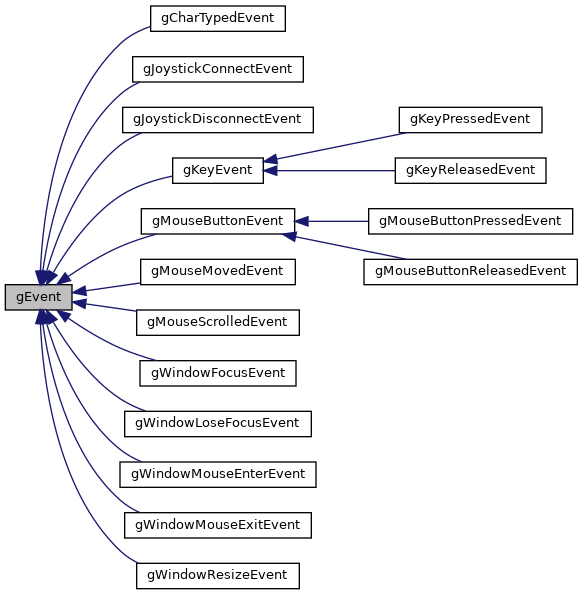 gCharTypedEvent
gJoystickConnectEvent
gJoystickDisconnectEvent
gKeyPressedEvent
gKeyEvent
gKeyReleasedEvent
gMouseButtonEvent
gMouseButtonPressedEvent
gMouseMovedEvent
gMouseButtonReleasedEvent
gEvent
gMouseScrolledEvent
gWindowFocusEvent
gWindowLoseFocusEvent
gWindowMouseEnterEvent
gWindowMouseExitEvent
gWindowResizeEvent